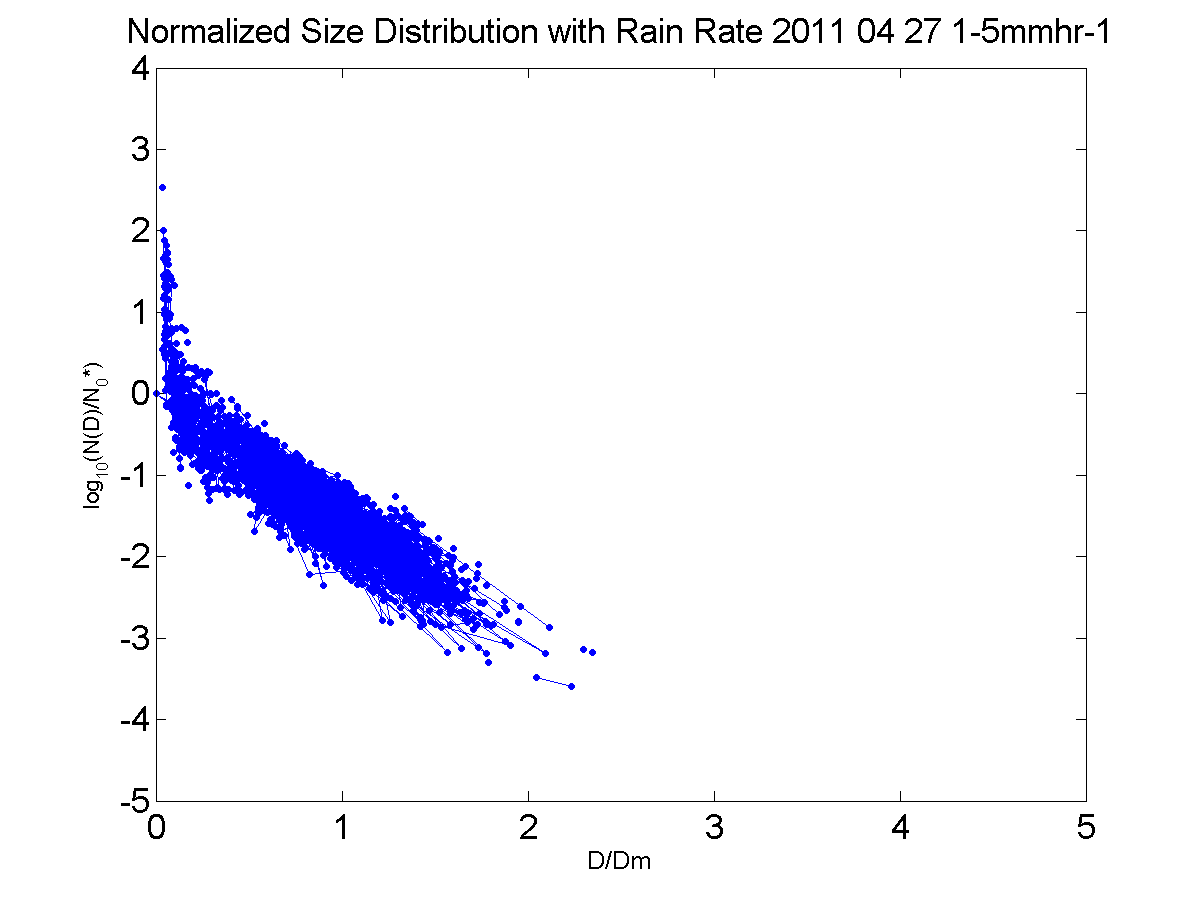 Normalized Size Distribution with Rain Rate 2011 04 27 1-5mmhr-1
4
3
2
1
0
-1
-2
-3
-4
-5
log10(N(D)/N0*)
0 1 2 3 4 5
D/Dm